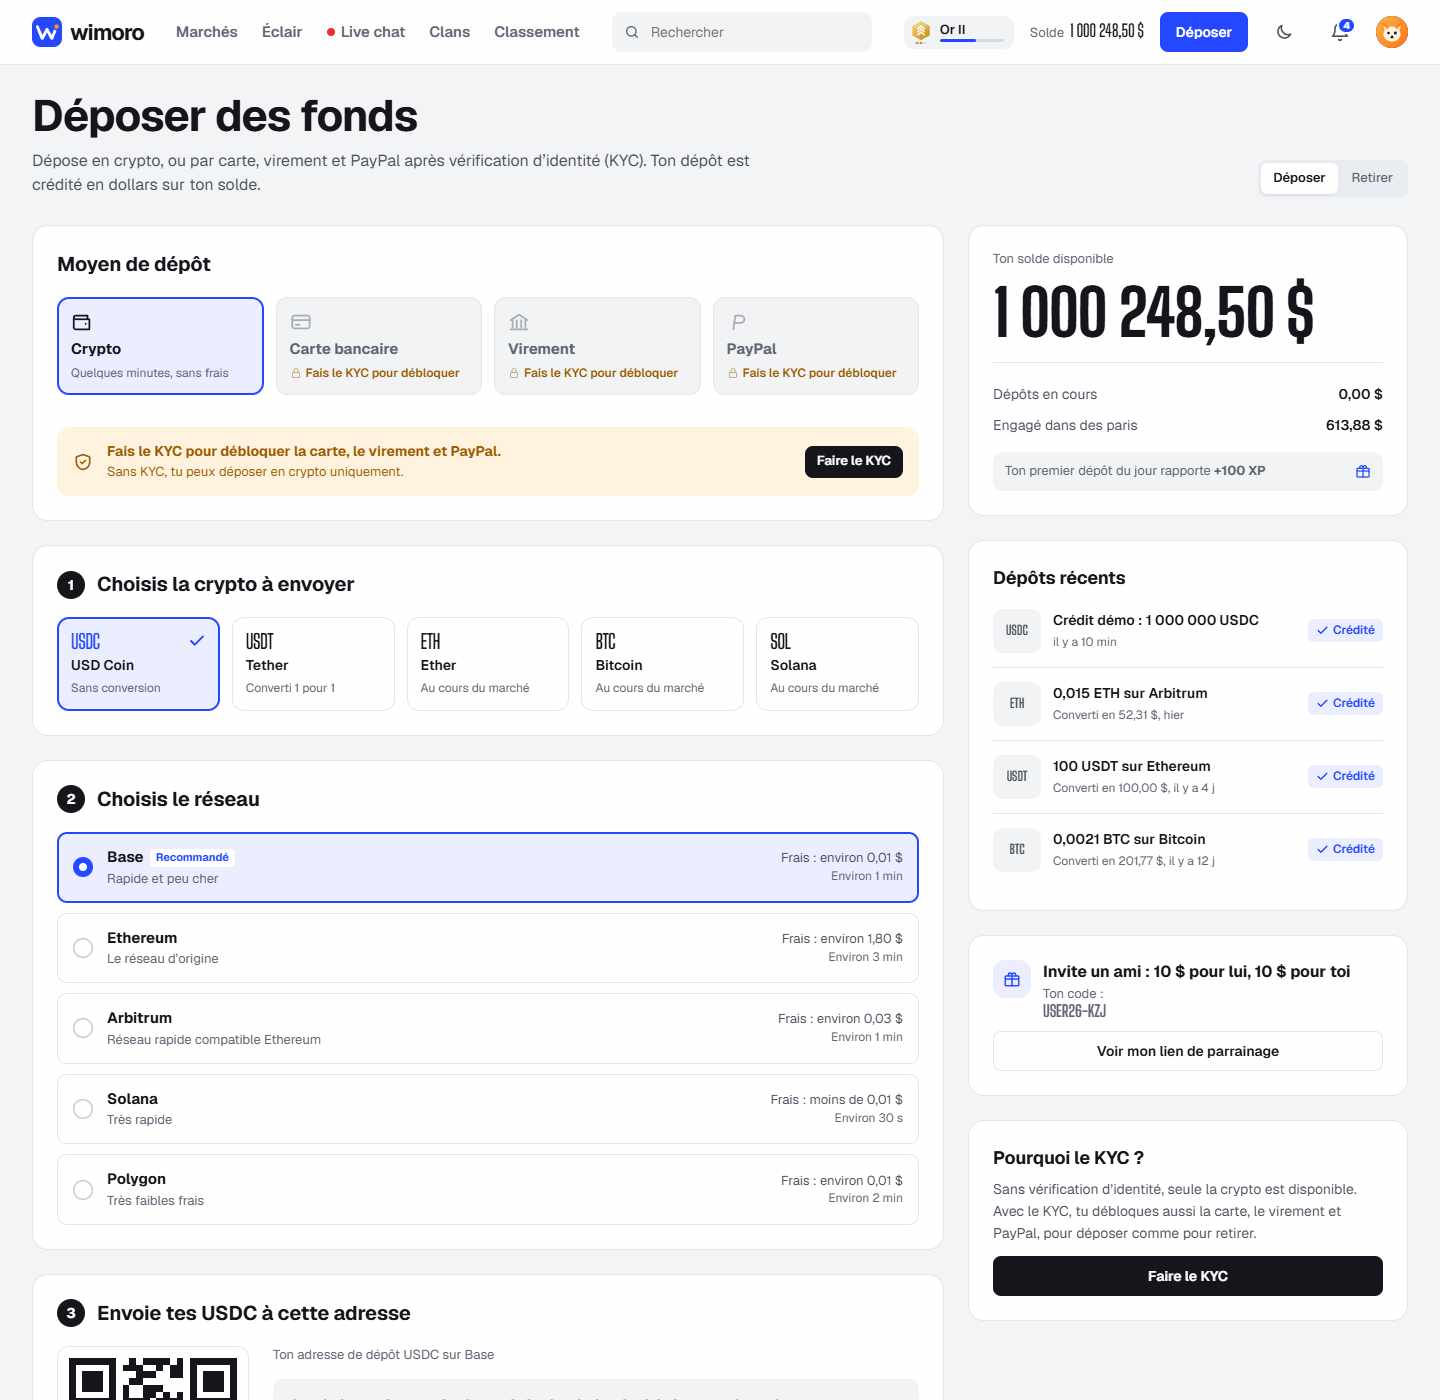 wimoro
Marchés
Éclair
Live chat
Clans
Classement
Rechercher
Or II
Solde 1 000 248,50 $
Déposer
4
Déposer des fonds
Dépose en crypto, ou par carte, virement et PayPal après vérification d’identité (KYC). Ton dépôt est
crédité en dollars sur ton solde.
Déposer
Retirer
Moyen de dépôt
Crypto
Quelques minutes, sans frais
Carte bancaire
Fais le KYC pour débloquer
Virement
Fais le KYC pour débloquer
PayPal
Fais le KYC pour débloquer
Fais le KYC pour débloquer la carte, le virement et PayPal.
Sans KYC, tu peux déposer en crypto uniquement.
Faire le KYC
1 Choisis la crypto à envoyer
USDC
USD Coin
Sans conversion
USDT
Tether
Converti 1 pour 1
ETH
Ether
Au cours du marché
BTC
Bitcoin
Au cours du marché
SOL
Solana
Au cours du marché
2 Choisis le réseau
Base Recommandé
Rapide et peu cher
Frais : environ 0,01 $
Environ 1 min
Ethereum
Le réseau d’origine
Frais : environ 1,80 $
Environ 3 min
Arbitrum
Réseau rapide compatible Ethereum
Frais : environ 0,03 $
Environ 1 min
Solana
Très rapide
Frais : moins de 0,01 $
Environ 30 s
Polygon
Très faibles frais
Frais : environ 0,01 $
Environ 2 min
3 Envoie tes USDC à cette adresse
Ton adresse de dépôt USDC sur Base
Ton solde disponible
1 000 248,50 $
Dépôts en cours 0,00 $
Engagé dans des paris 613,88 $
Ton premier dépôt du jour rapporte +100 XP
Dépôts récents
USDC
Crédit démo : 1 000 000 USDC
il y a 10 min
Crédité
ETH
0,015 ETH sur Arbitrum
Converti en 52,31 $, hier
Crédité
USDT
100 USDT sur Ethereum
Converti en 100,00 $, il y a 4 j
Crédité
BTC
0,0021 BTC sur Bitcoin
Converti en 201,77 $, il y a 12 j
Crédité
Invite un ami : 10 $ pour lui, 10 $ pour toi
Ton code :
USER26-KZJ
Voir mon lien de parrainage
Pourquoi le KYC ?
Sans vérification d’identité, seule la crypto est disponible.
Avec le KYC, tu débloques aussi la carte, le virement et
PayPal, pour déposer comme pour retirer.
Faire le KYC